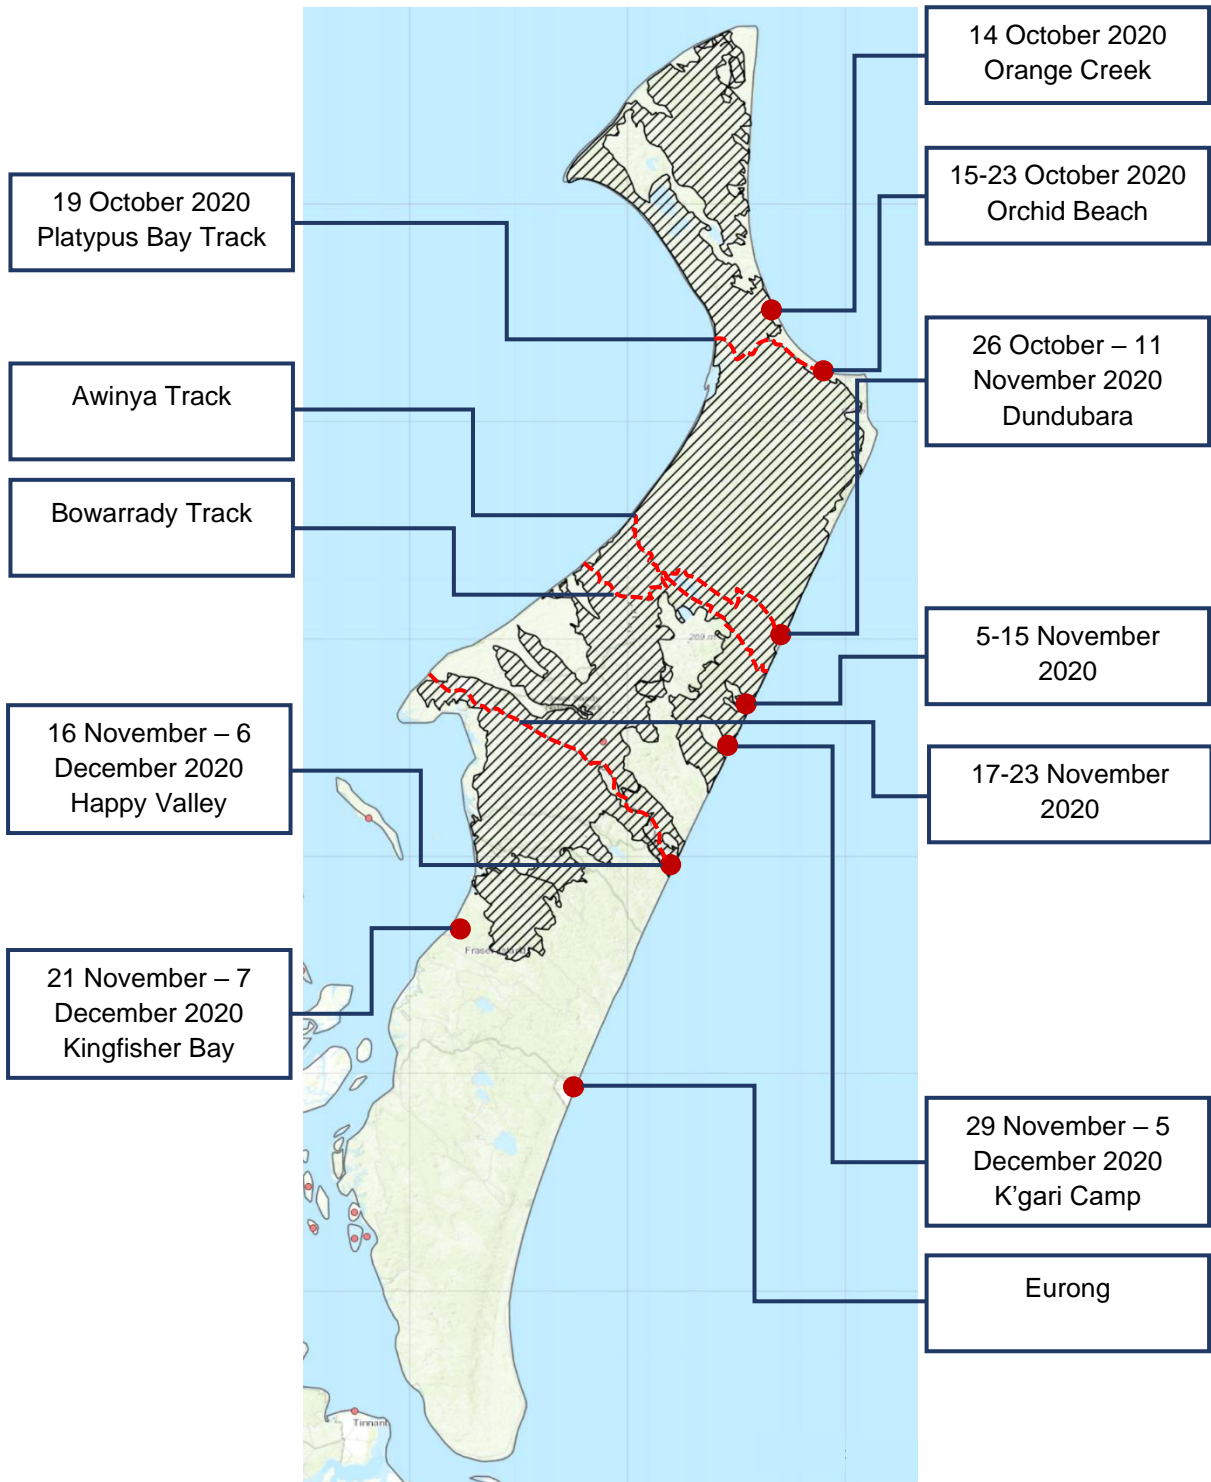 14 October 2020
Orange Creek
15-23 October 2020
Orchid Beach
19 October 2020
Platypus Bay Track
26 October – 11
November 2020
Dundubara
Awinya Track
Bowarrady Track
209 m
5-15 November
2020
16 November – 6
December 2020
Happy Valley
17-23 November
2020
21 November – 7
December 2020
Kingfisher Bay
29 November – 5
December 2020
K'gari Camp
Eurong